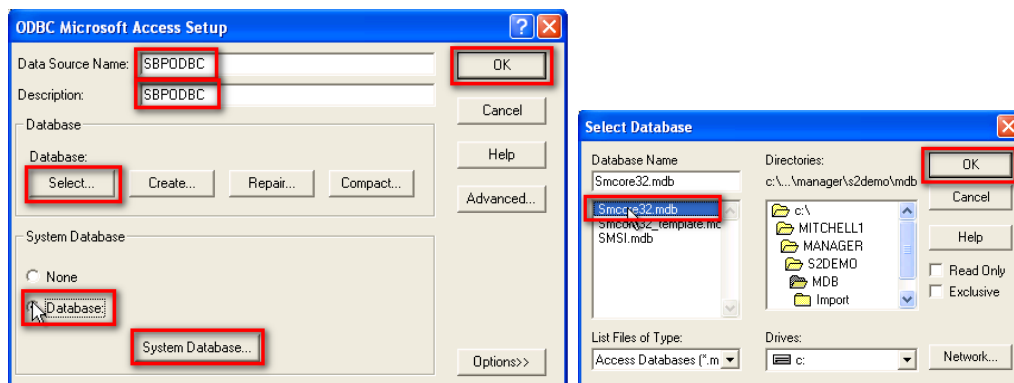 ODBC Microsoft Access Setup
Data Source Name: SBPODBC
OK
Description: SBPODBC
Cancel
Database
Help
Database:
Select... Create... Repair... Compact...
Advanced...
System Database
None
Database:
System Database...
Options>>
Select Database
Database Name
Directories:
OK
Smcore32.mdb
c:\...\manager\s2demo\mdb
Cancel
Smcore32.mdb
Smcore32_template.mc
SMSI.mdb
c:\
MITCHELL1
MANAGER
S2DEMO
MDB
Import
Help
Read Only
Exclusive
List Files of Type:
Drives:
Access Databases (*.m
c:
Network...